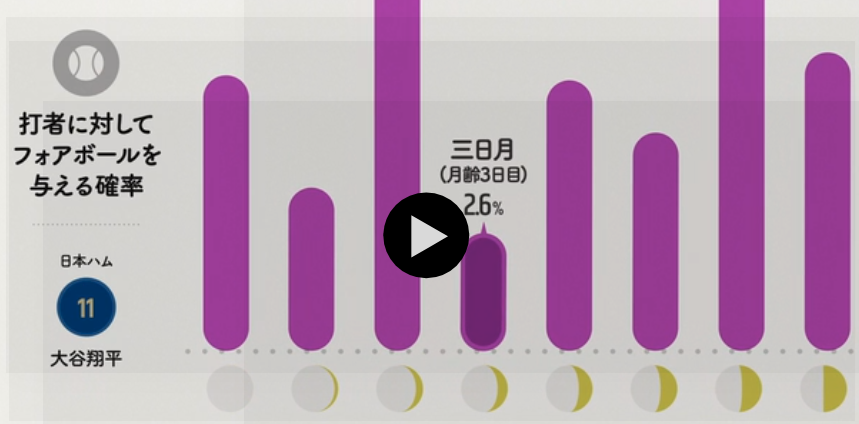 打者に対して
フォアボールを
与える確率
日本ハム
11
大谷翔平
三日月
(月齢3日目)
2.6%